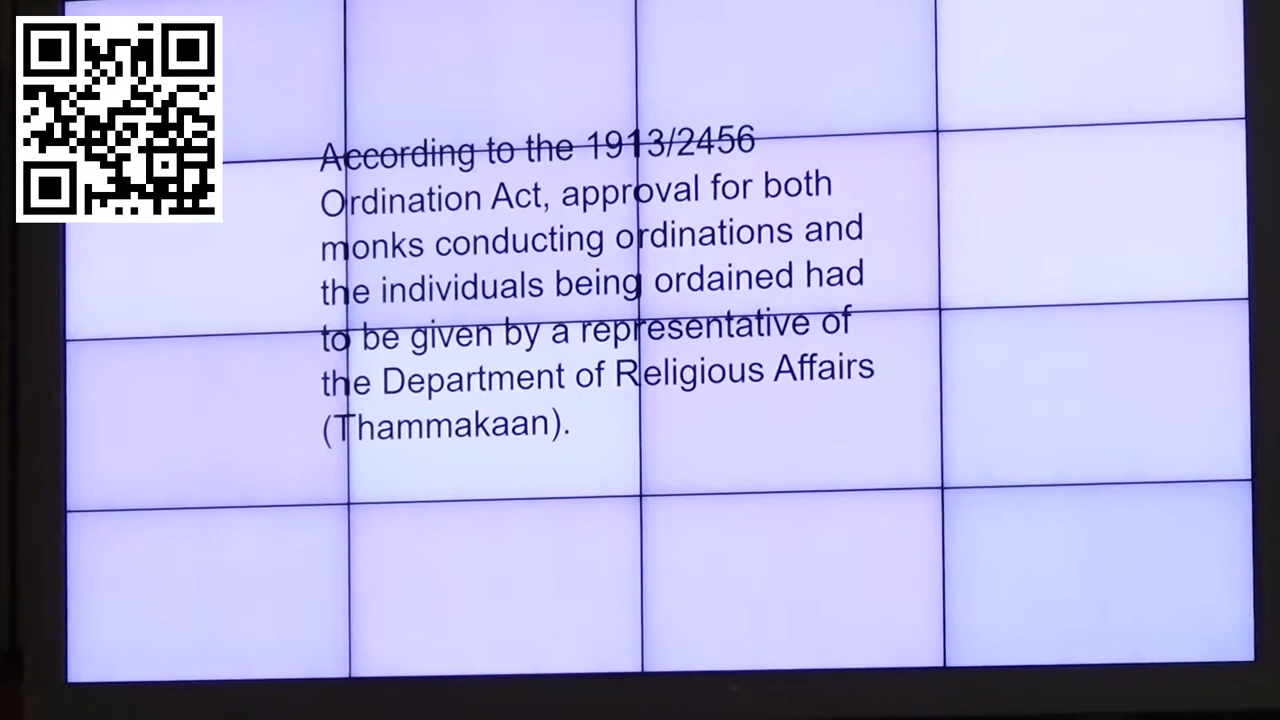 According to the 1913/2456
Ordination Act, approval for both
monks conducting ordinations and
the individuals being ordained had
to be given by a representative of
the Department of Religious Affairs
(Thammakaan).